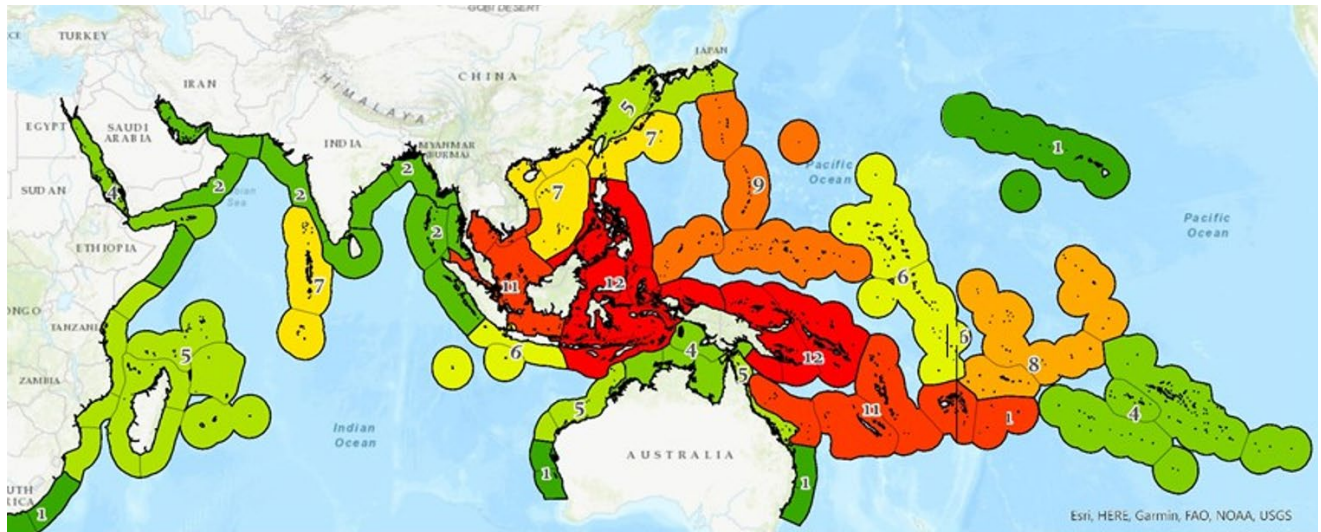 GOBI DESERT
TURKEY
JAPAN
IRAN
CHINA
HIMALAYA
5
EGYPT
SAUDI
ARABIA
INDIA
MYANMAR
(BURMA)
7
1
Pacific
Ocean
SUDAN
4
2
2
2
9
7
Pacific
Ocean
ETHIOPIA
2
7
11
12
6
TANZANIA
5
6
4
12
6
8
ZAMBIA
5
5
11
1
4
Indian
Ocean
AUSTRALIA
1
1
1
Esri, HERE, Garmin, FAO, NOAA, USGS